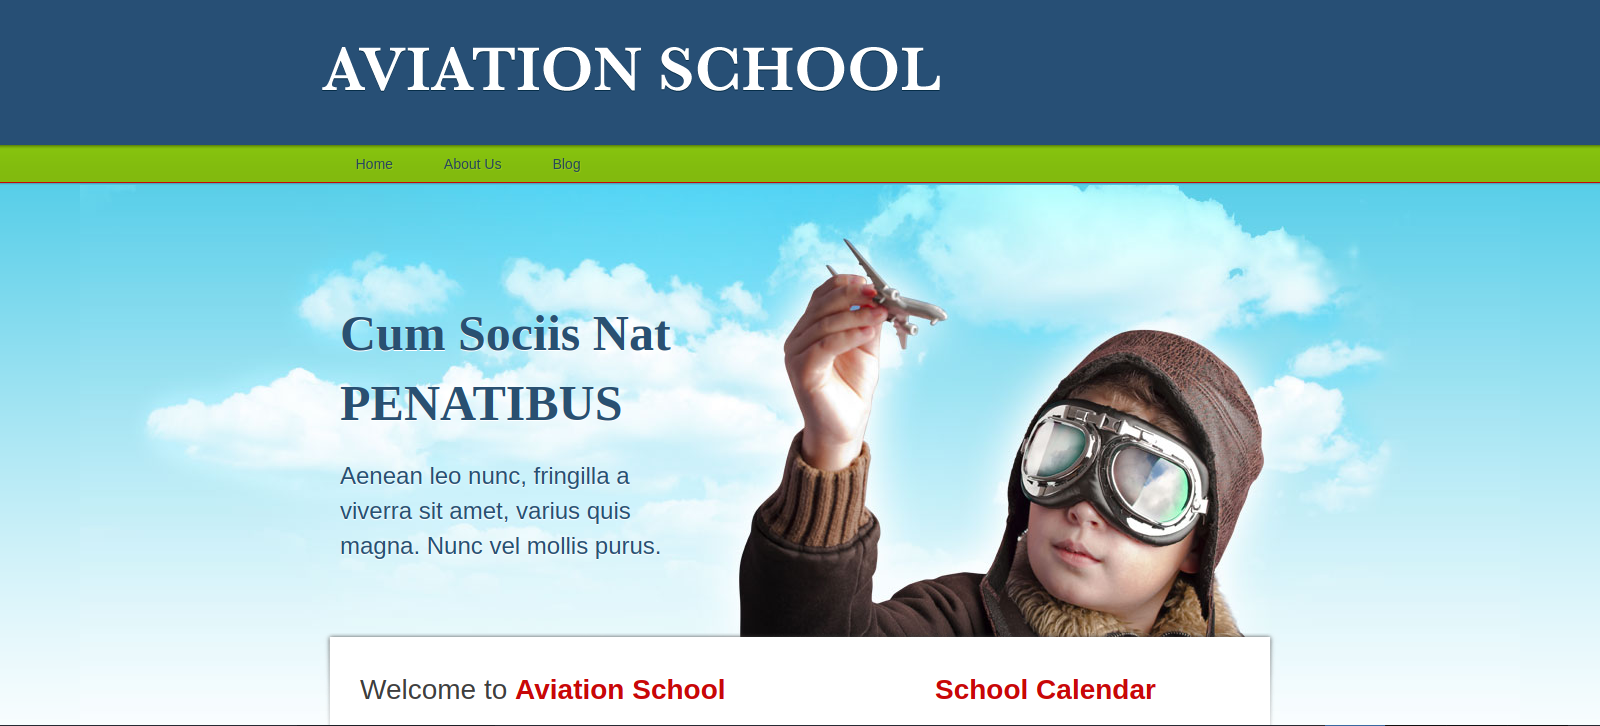 AVIATION SCHOOL
Home About Us Blog
Cum Sociis Nat
PENATIBUS
Aenean leo nunc, fringilla a
viverra sit amet, varius quis
magna. Nunc vel mollis purus.
Welcome to Aviation School
School Calendar